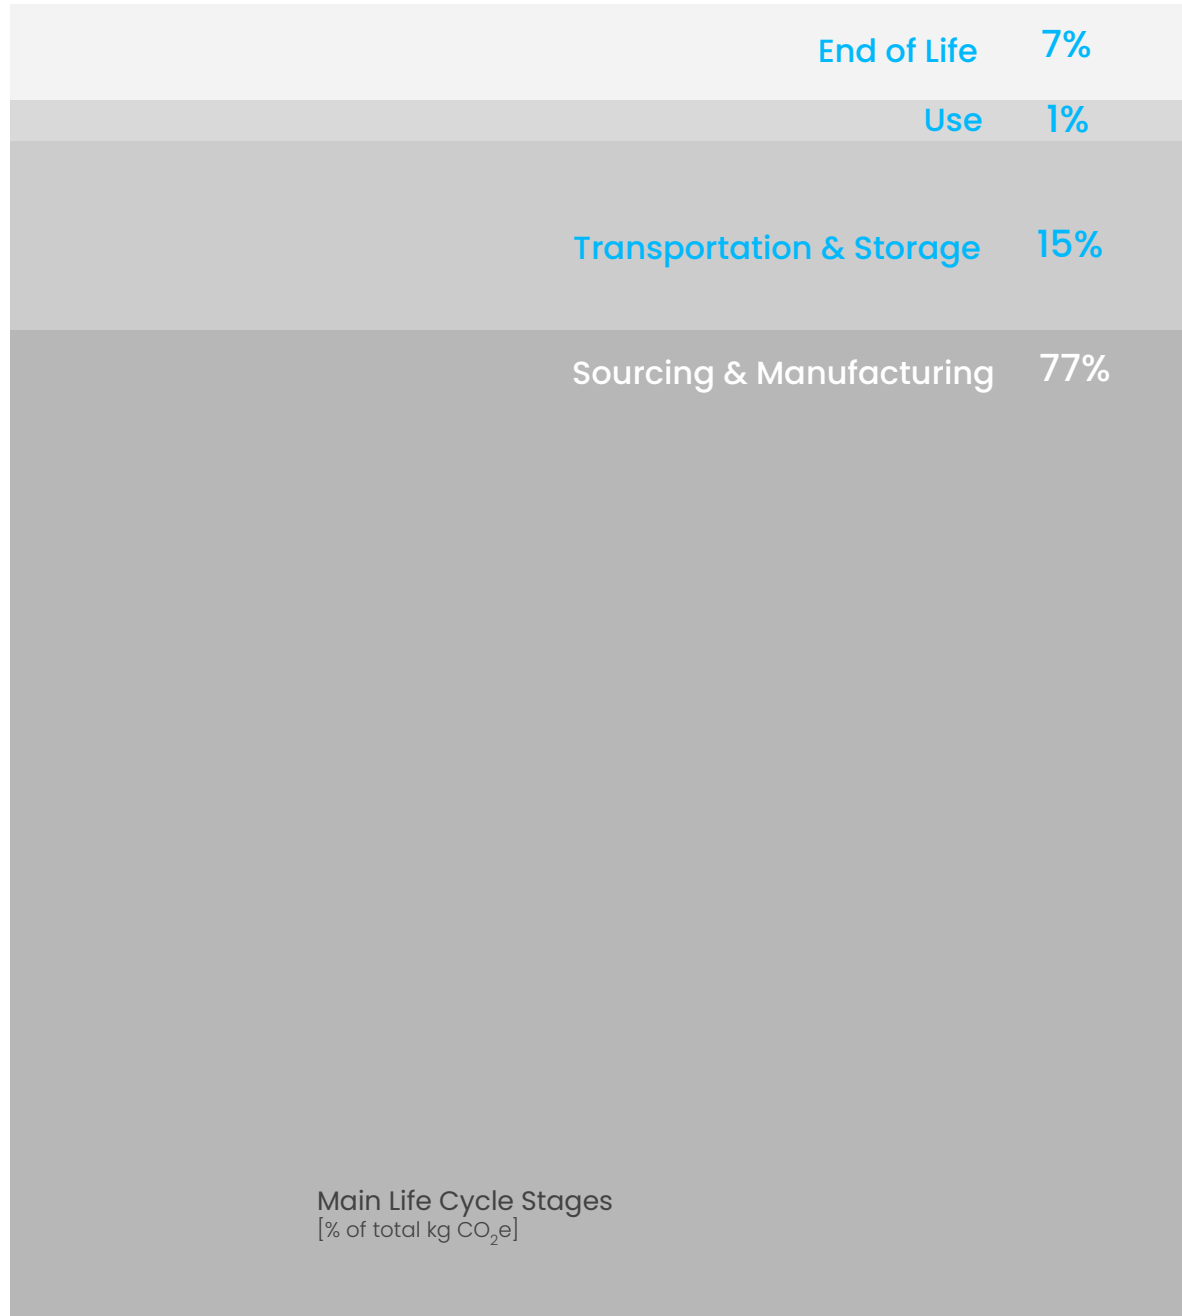 End of Life 7%
Use 1%
Transportation & Storage 15%
Sourcing & Manufacturing 77%
Main Life Cycle Stages
[% of total kg CO₂e]